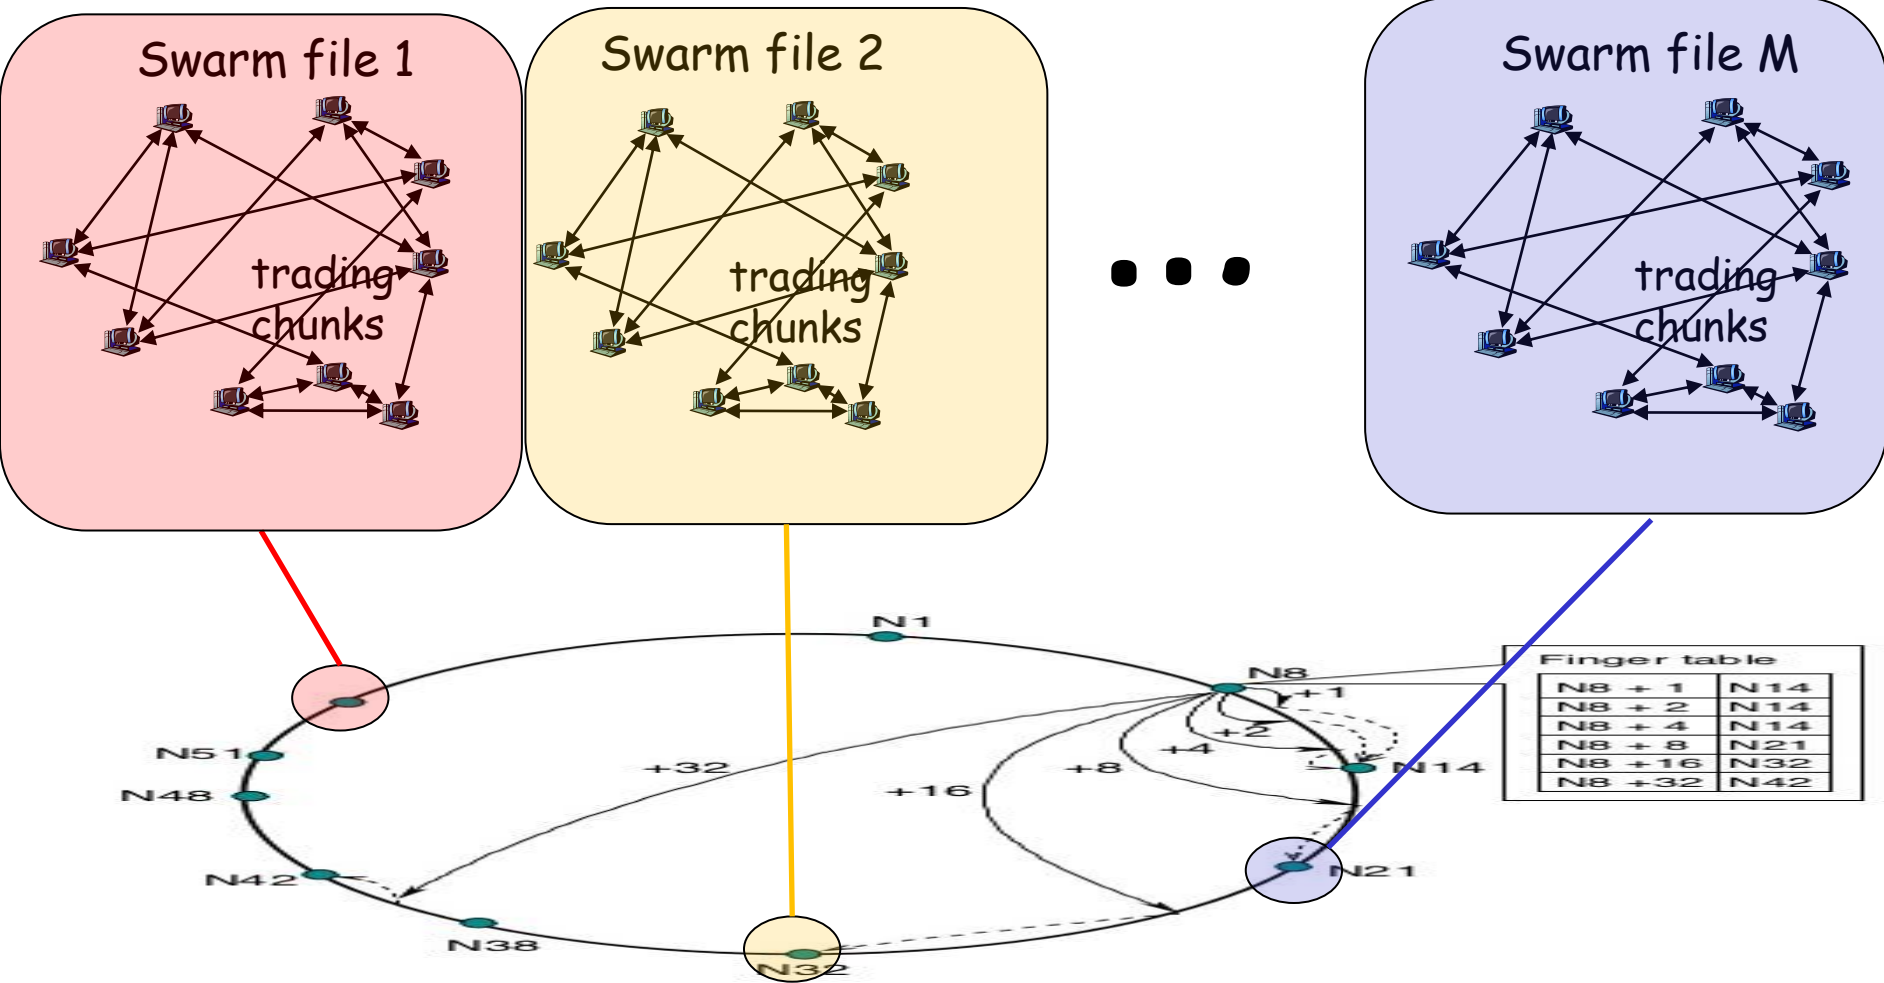 Swarm file 1
Swarm file 2
Swarm file M
...
trading
chunks
trading
chunks
trading
chunks
N1
N8
+1
+2
+4
+8
+16
+32
N14
N21
N32
N38
N42
N48
N51
Finger table
N8 + 1 N14
N8 + 2 N14
N8 + 4 N14
N8 + 8 N21
N8 +16 N32
N8 +32 N42